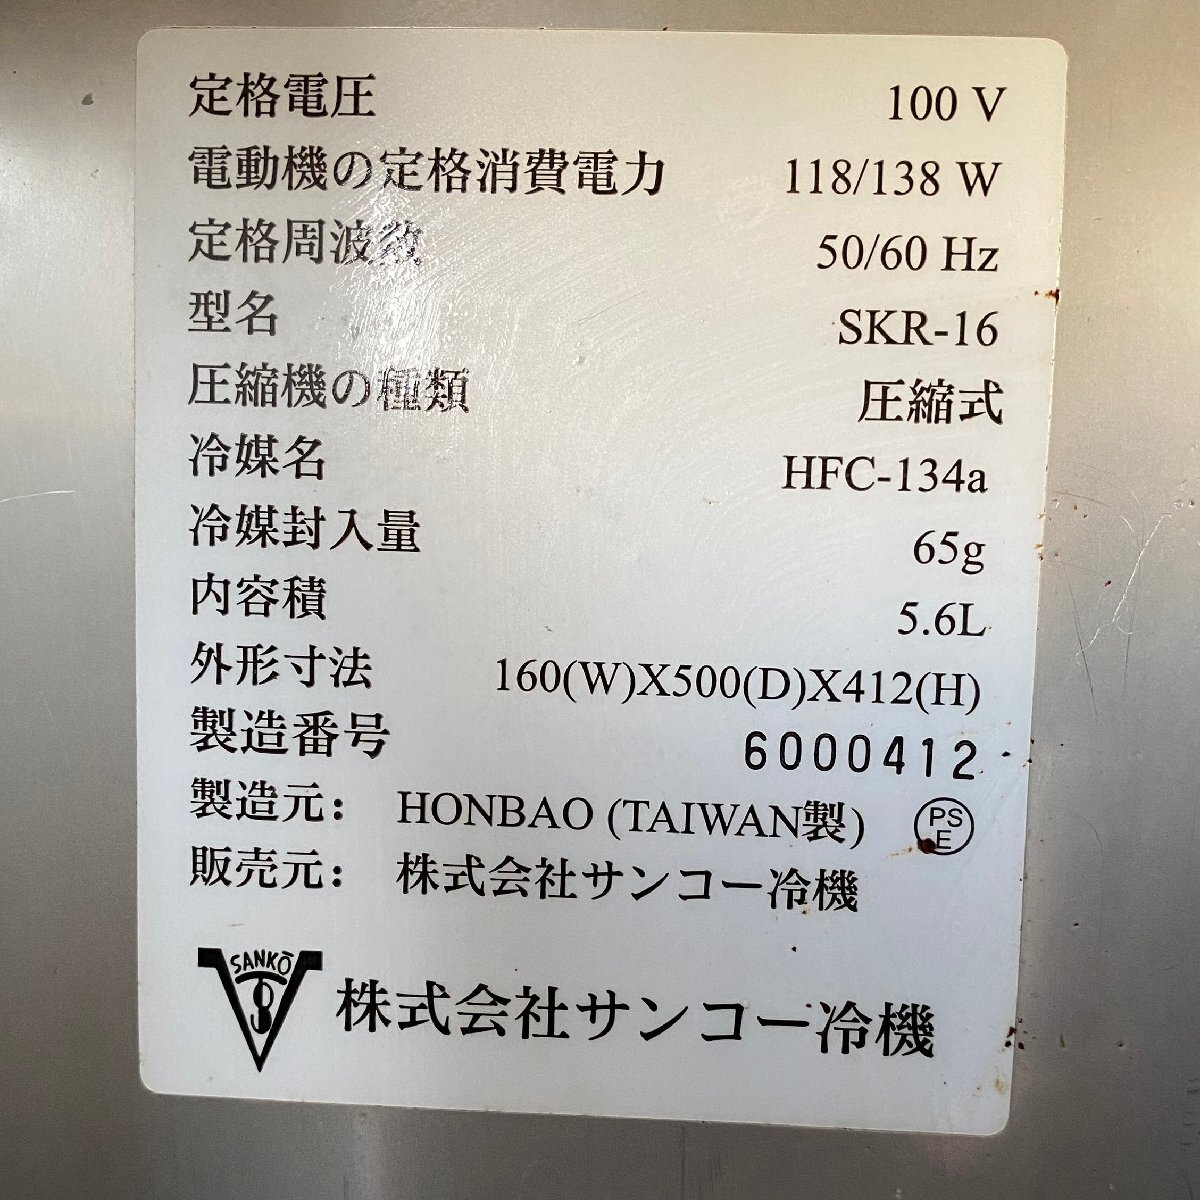 定格電圧 100 V
電動機の定格消費電力 118/138 W
定格周波数 50/60 Hz
型名 SKR-16
圧縮機の種類 圧縮式
冷媒名 HFC-134a
冷媒封入量 65g
内容積 5.6L
外形寸法 160(W)X500(D)X412(H)
製造番号 6000412
製造元: HONBAO (TAIWAN製) PSE
販売元: 株式会社サンコー冷機
SANKŌ 株式会社サンコー冷機